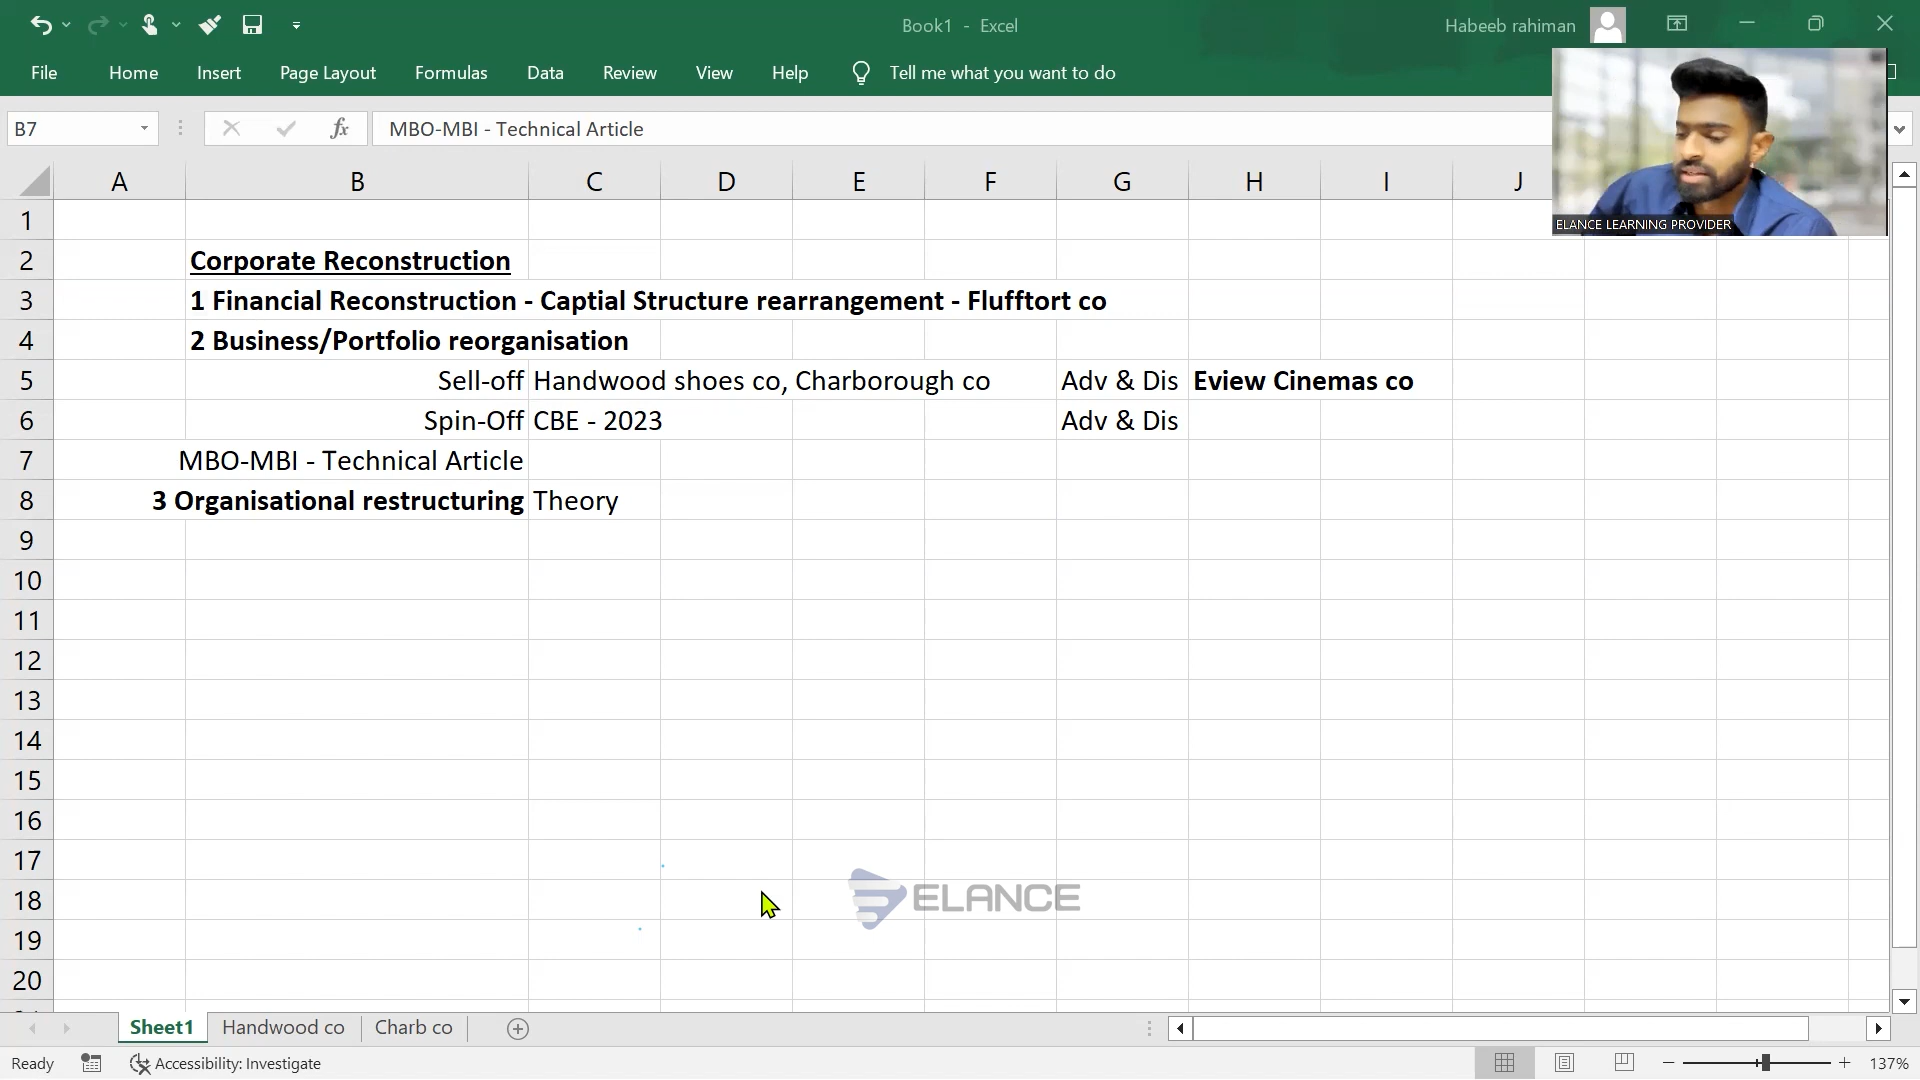 Book1 - Excel
Habeeb rahiman
File Home Insert Page Layout Formulas Data Review View Help Tell me what you want to do
B7 fx MBO-MBI - Technical Article
ELANCE LEARNING PROVIDER
A B C D E F G H I J
1
2 Corporate Reconstruction
3 1 Financial Reconstruction - Captial Structure rearrangement - Flufftort co
4 2 Business/Portfolio reorganisation
5 Sell-off Handwood shoes co, Charborough co Adv & Dis Eview Cinemas co
6 Spin-Off CBE - 2023 Adv & Dis
7 MBO-MBI - Technical Article
8 3 Organisational restructuring Theory
9
10
11
12
13
14
15
16
17
18
ELANCE
19
20
Sheet1 Handwood co Charb co
Ready Accessibility: Investigate 137%